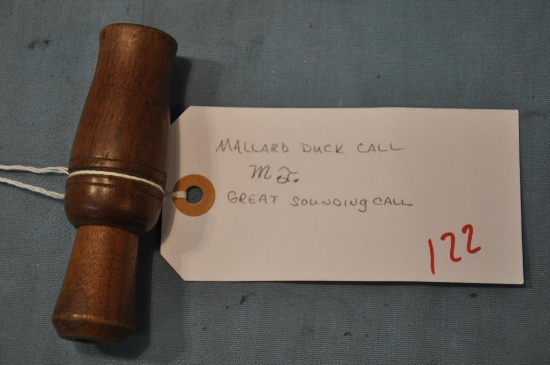 MALLARD DUCK CALL
GREAT SOUNDING CALL
122